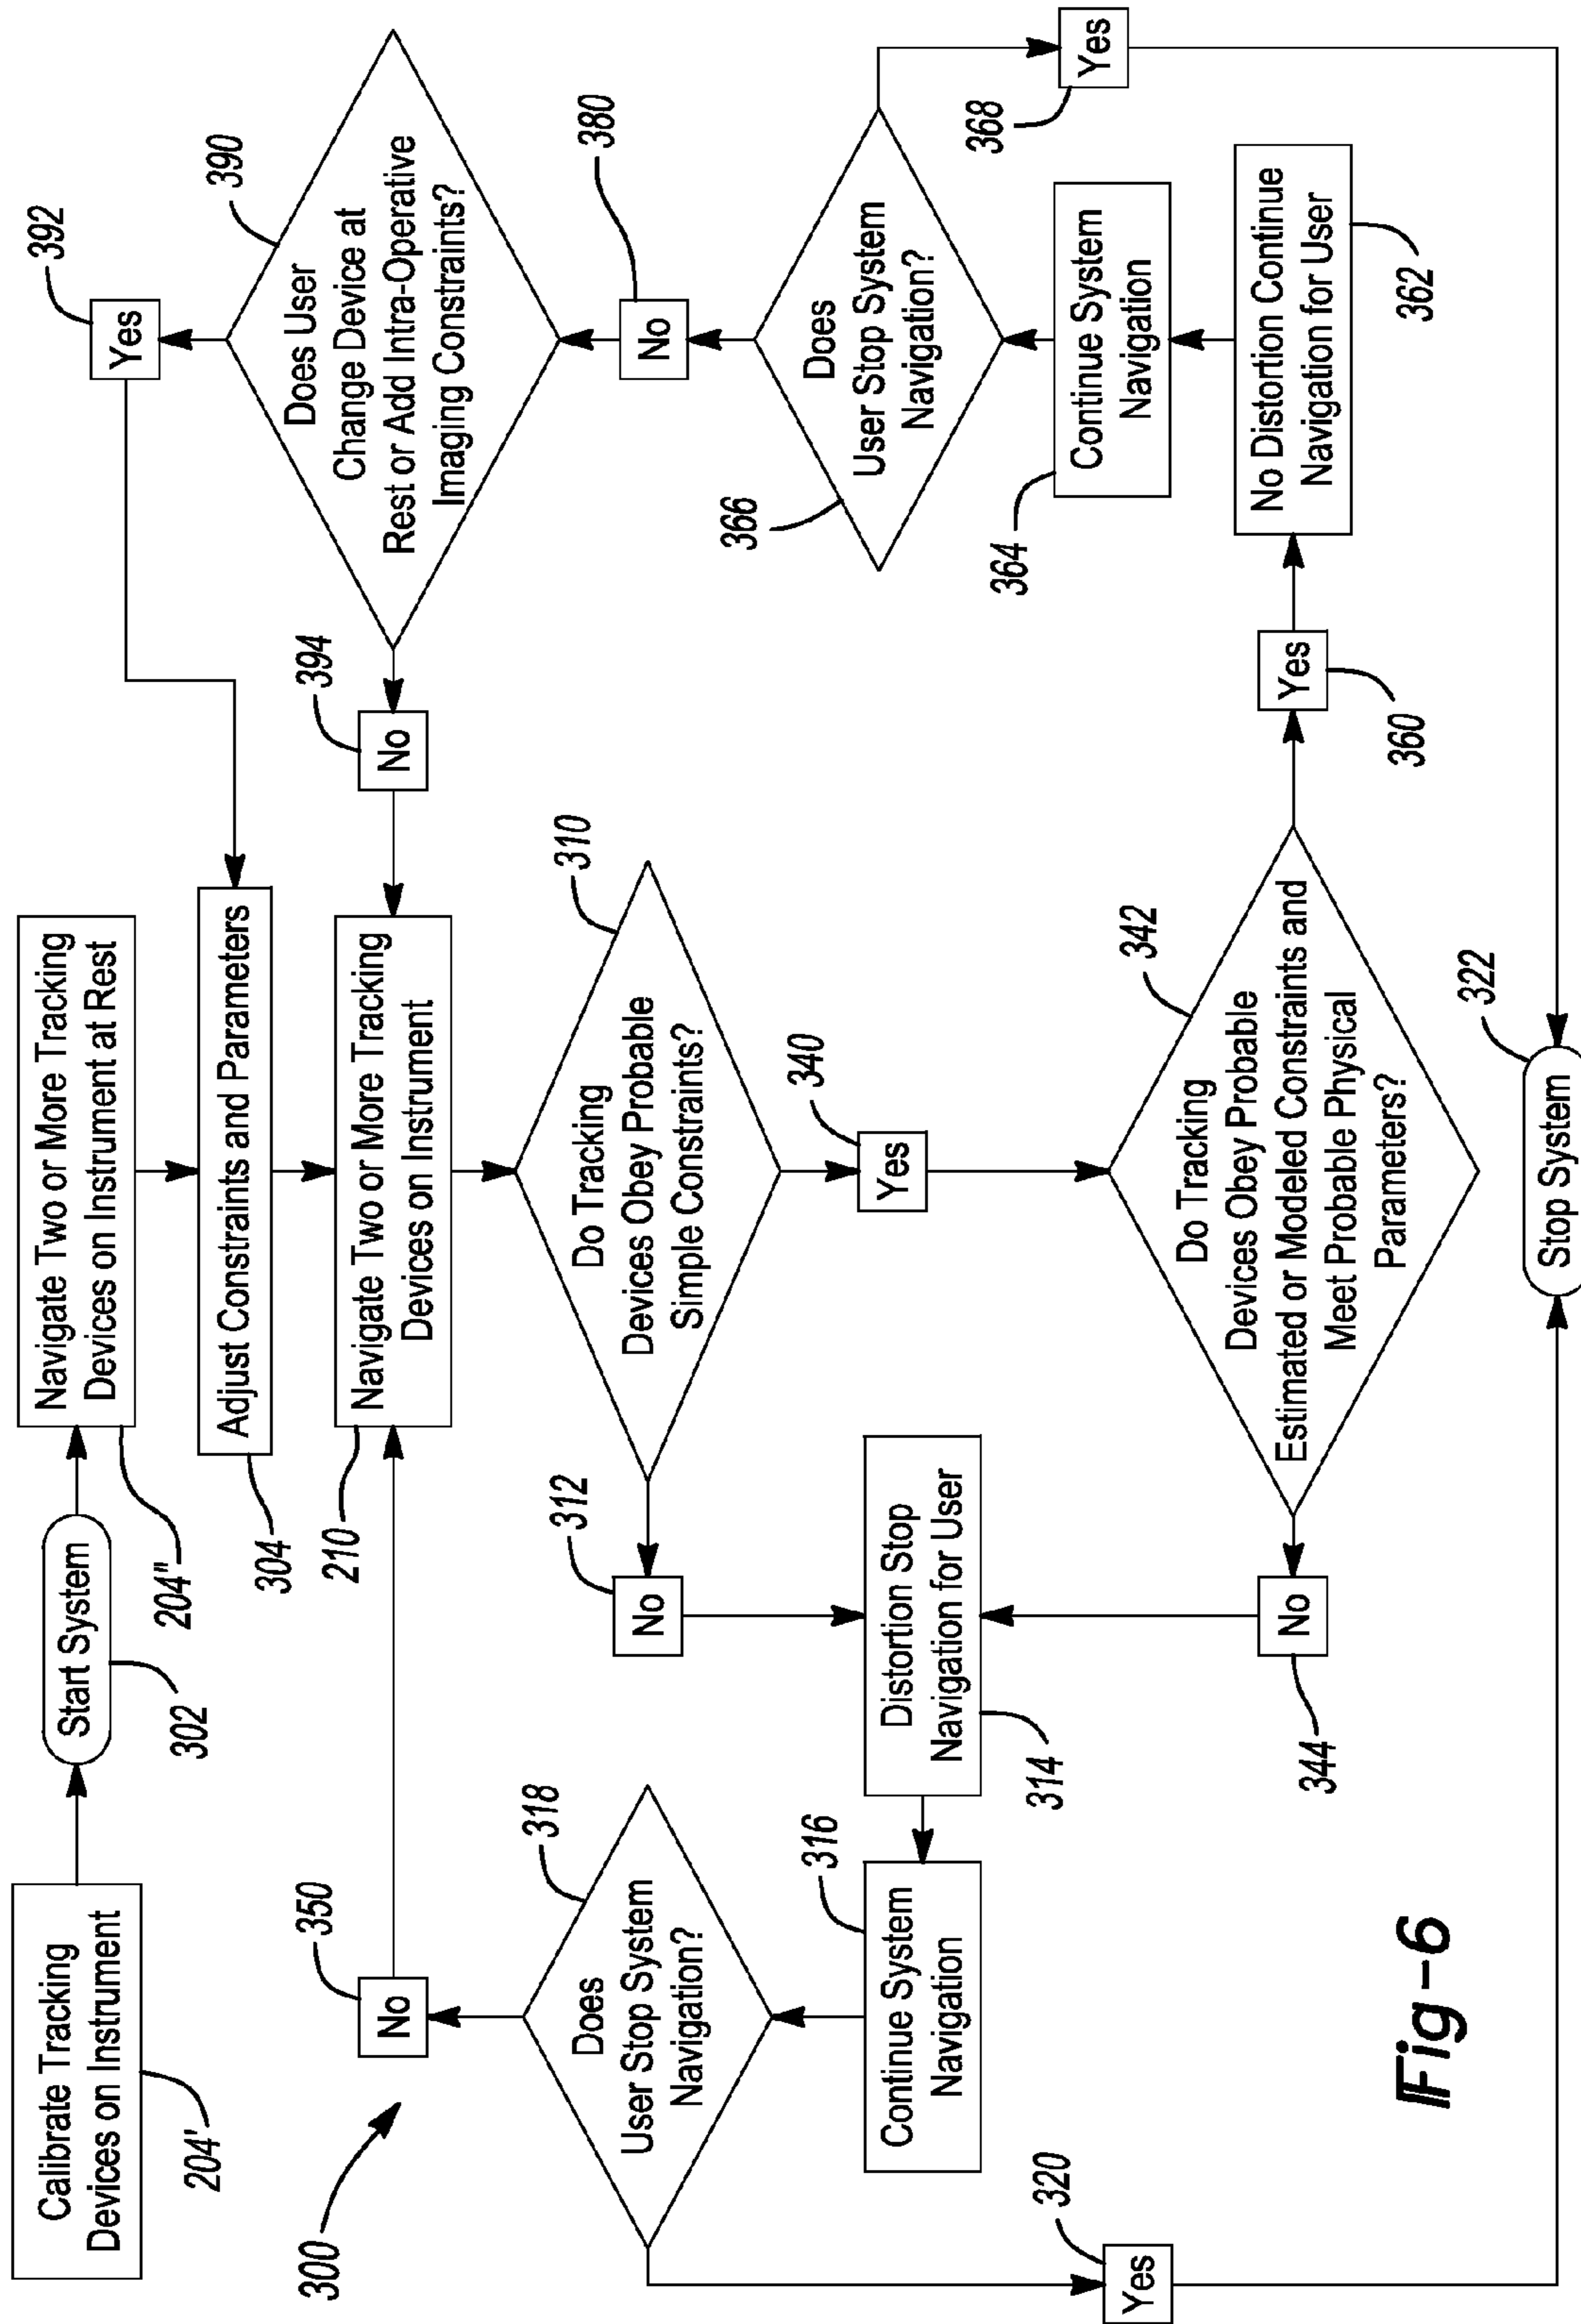 Calibrate Tracking
Devices on Instrument
204'
Start System
302
Navigate Two or More Tracking
Devices on Instrument at Rest
204"
Adjust Constraints and Parameters
304
Navigate Two or More Tracking
Devices on Instrument
210
300
No
350
Does
User Stop System
Navigation?
318
Continue System
Navigation
316
Yes
320
No
312
Distortion Stop
Navigation for User
314
No
344
Do Tracking
Devices Obey Probable
Simple Constraints?
310
Yes
340
Do Tracking
Devices Obey Probable
Estimated or Modeled Constraints and
Meet Probable Physical
Parameters?
342
Stop System
322
Yes
392
Does User
Change Device at
Rest or Add Intra-Operative
Imaging Constraints?
390
No
394
No
380
Does
User Stop System
Navigation?
366
Yes
368
Continue System
Navigation
364
No Distortion Continue
Navigation for User
362
Yes
360
Fig-6